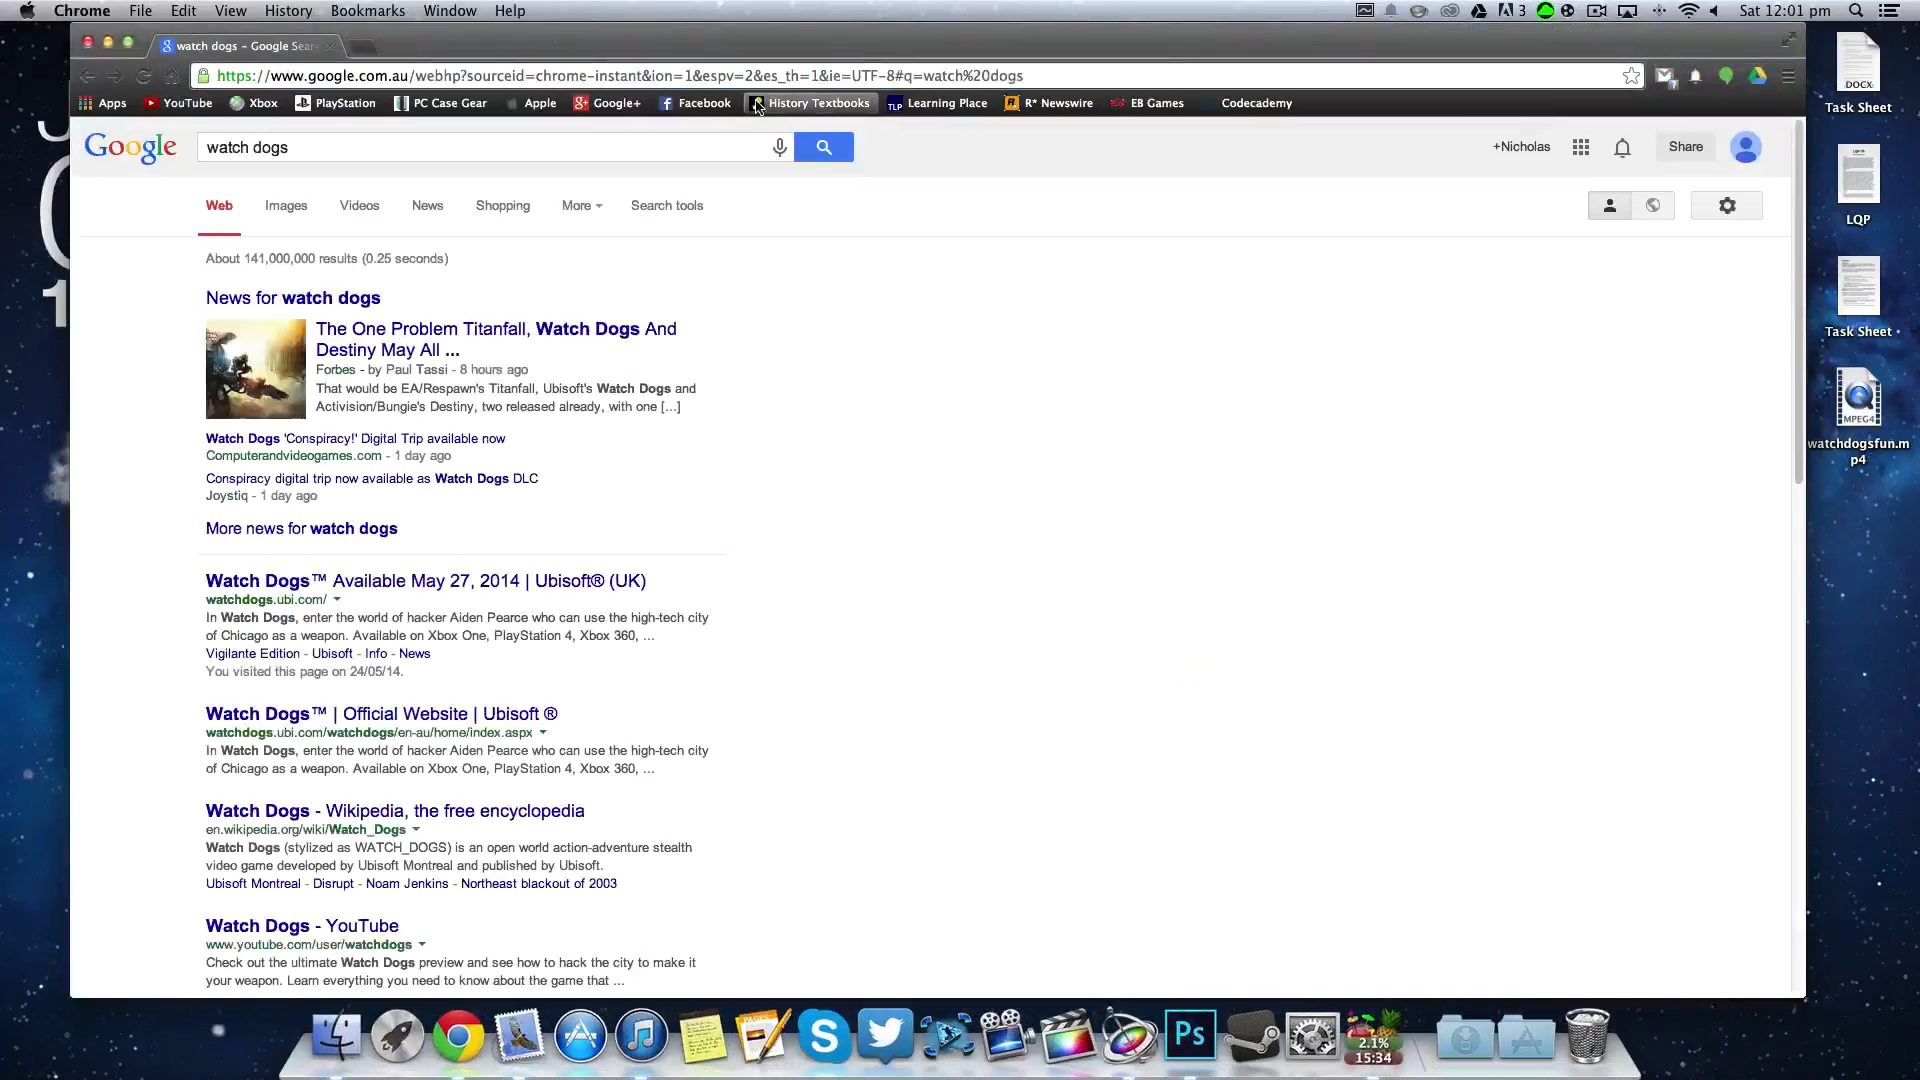 Chrome File Edit View History Bookmarks Window Help
3 Sat 12:01 pm
watch dogs - Google Sear
https://www.google.com.au/webhp?sourceid=chrome-instant&ion=1&espv=2&es_th=1&ie=UTF-8#q=watch%20dogs
Apps YouTube Xbox PlayStation PC Case Gear Apple Google+ Facebook History Textbooks Learning Place R* Newswire EB Games Codecademy
Google watch dogs +Nicholas Share
Web Images Videos News Shopping More Search tools
About 141,000,000 results (0.25 seconds)
News for watch dogs
The One Problem Titanfall, Watch Dogs And
Destiny May All ...
Forbes - by Paul Tassi - 8 hours ago
That would be EA/Respawn's Titanfall, Ubisoft's Watch Dogs and
Activision/Bungie's Destiny, two released already, with one [...]
Watch Dogs 'Conspiracy!' Digital Trip available now
Computerandvideogames.com - 1 day ago
Conspiracy digital trip now available as Watch Dogs DLC
Joystiq - 1 day ago
More news for watch dogs
Watch Dogs™ Available May 27, 2014 | Ubisoft® (UK)
watchdogs.ubi.com/
In Watch Dogs, enter the world of hacker Aiden Pearce who can use the high-tech city
of Chicago as a weapon. Available on Xbox One, PlayStation 4, Xbox 360, ...
Vigilante Edition - Ubisoft - Info - News
You visited this page on 24/05/14.
Watch Dogs™ | Official Website | Ubisoft ®
watchdogs.ubi.com/watchdogs/en-au/home/index.aspx
In Watch Dogs, enter the world of hacker Aiden Pearce who can use the high-tech city
of Chicago as a weapon. Available on Xbox One, PlayStation 4, Xbox 360, ...
Watch Dogs - Wikipedia, the free encyclopedia
en.wikipedia.org/wiki/Watch_Dogs
Watch Dogs (stylized as WATCH_DOGS) is an open world action-adventure stealth
video game developed by Ubisoft Montreal and published by Ubisoft.
Ubisoft Montreal - Disrupt - Noam Jenkins - Northeast blackout of 2003
Watch Dogs - YouTube
www.youtube.com/user/watchdogs
Check out the ultimate Watch Dogs preview and see how to hack the city to make it
your weapon. Learn everything you need to know about the game that ...
DOCX
Task Sheet
LQP
Task Sheet
MPEG4
watchdogsfun.m
p4
PAGES
Ps
2.1%
15:34